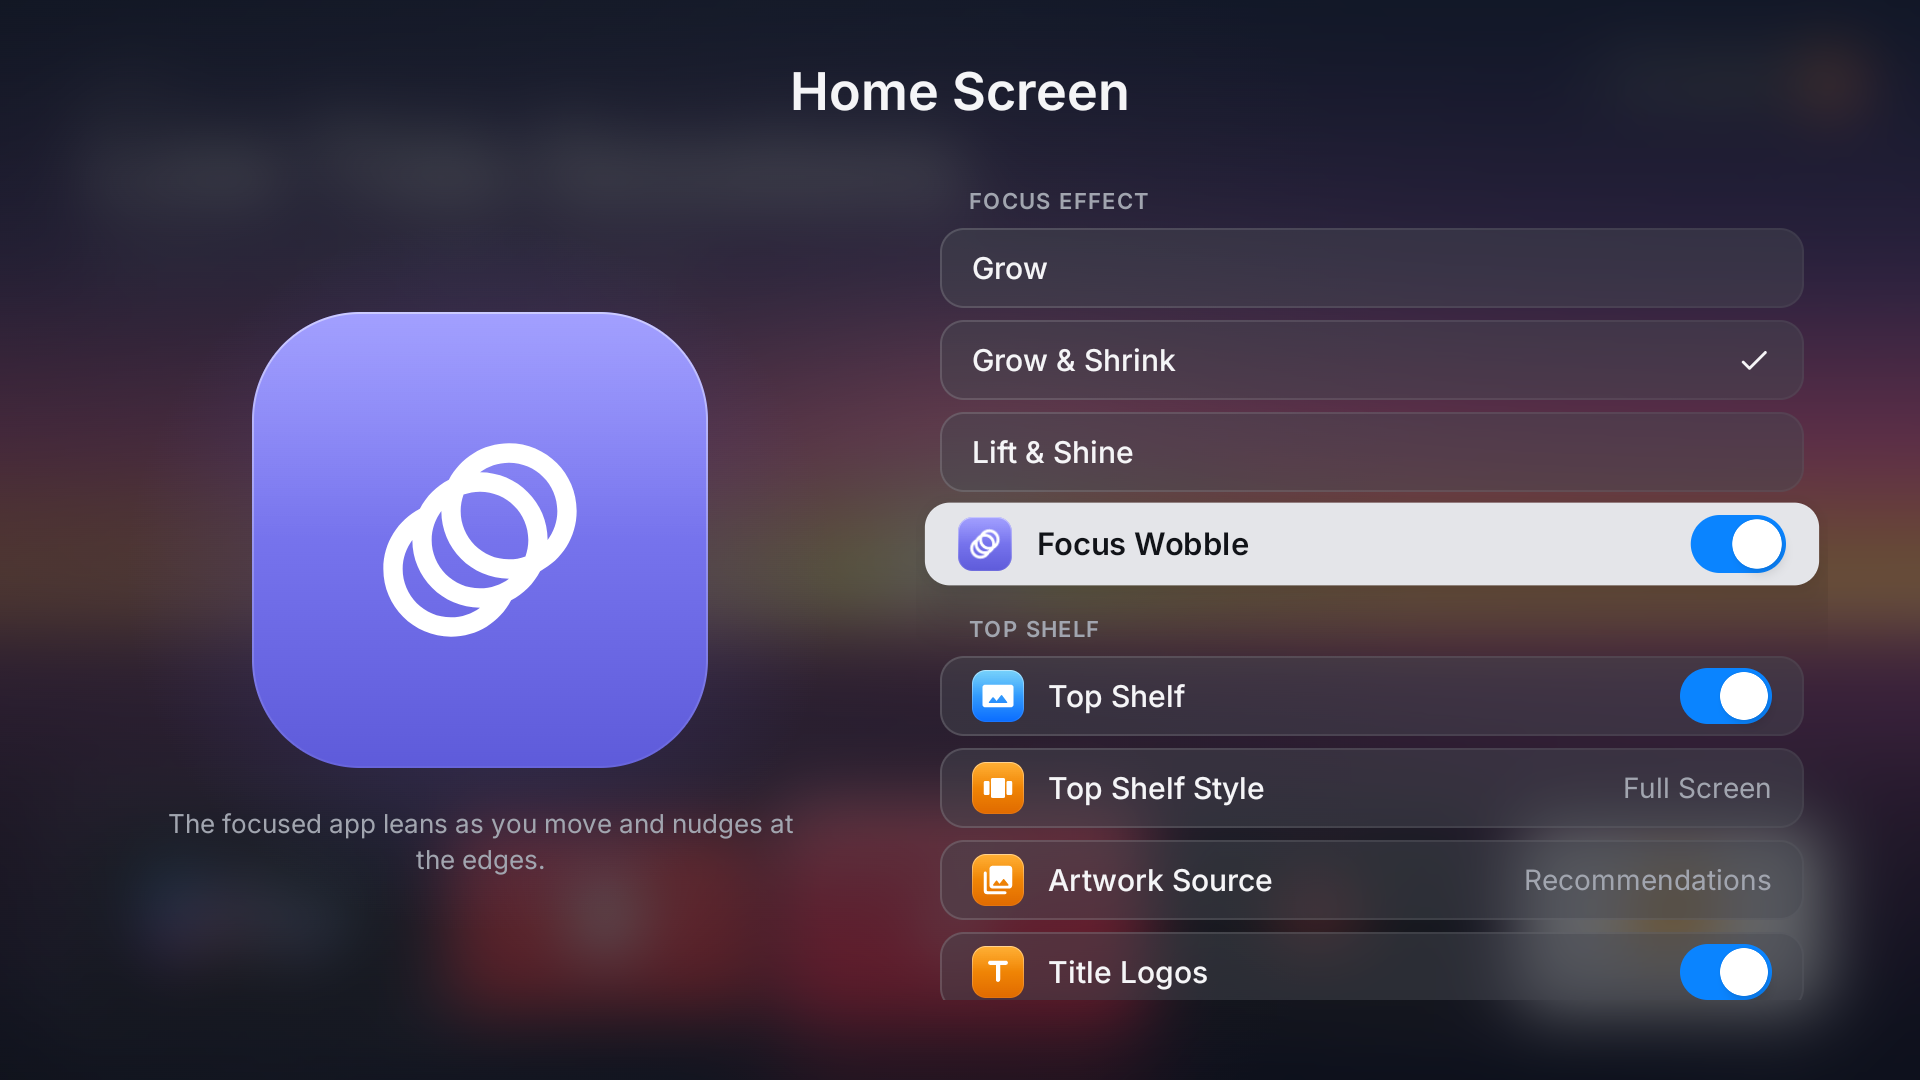 Home Screen
FOCUS EFFECT
Grow
Grow & Shrink
Lift & Shine
Focus Wobble
The focused app leans as you move and nudges at
the edges.
TOP SHELF
Top Shelf
Top Shelf Style Full Screen
Artwork Source Recommendations
Title Logos